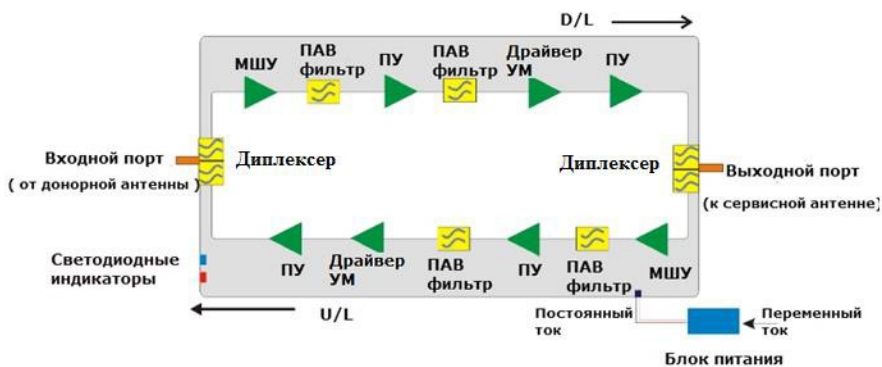 D/L
МШУ
ПАВ
фильтр
ПУ
ПАВ
фильтр
Драйвер
УМ
ПУ
Входной порт
( от донорной антенны )
Диплексер
Диплексер
Выходной порт
(к сервисной антенне)
Светодиодные
индикаторы
ПУ
Драйвер
УМ
ПАВ
фильтр
ПУ
ПАВ
фильтр
МШУ
U/L
Постоянный
ток
Переменный
ток
Блок питания